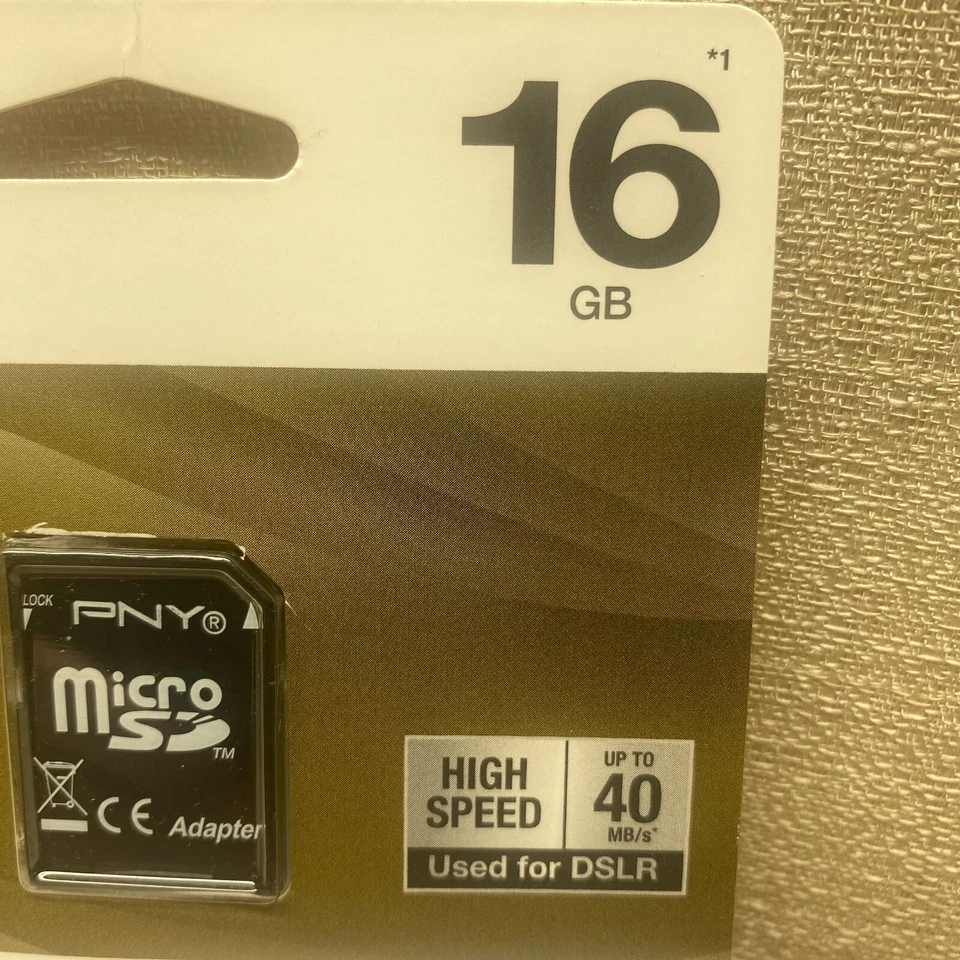 *1
16
GB
LOCK
PNY®
Micro
SD
TM
CE
Adapter
HIGH
SPEED
UP TO
40
MB/s*
Used for DSLR